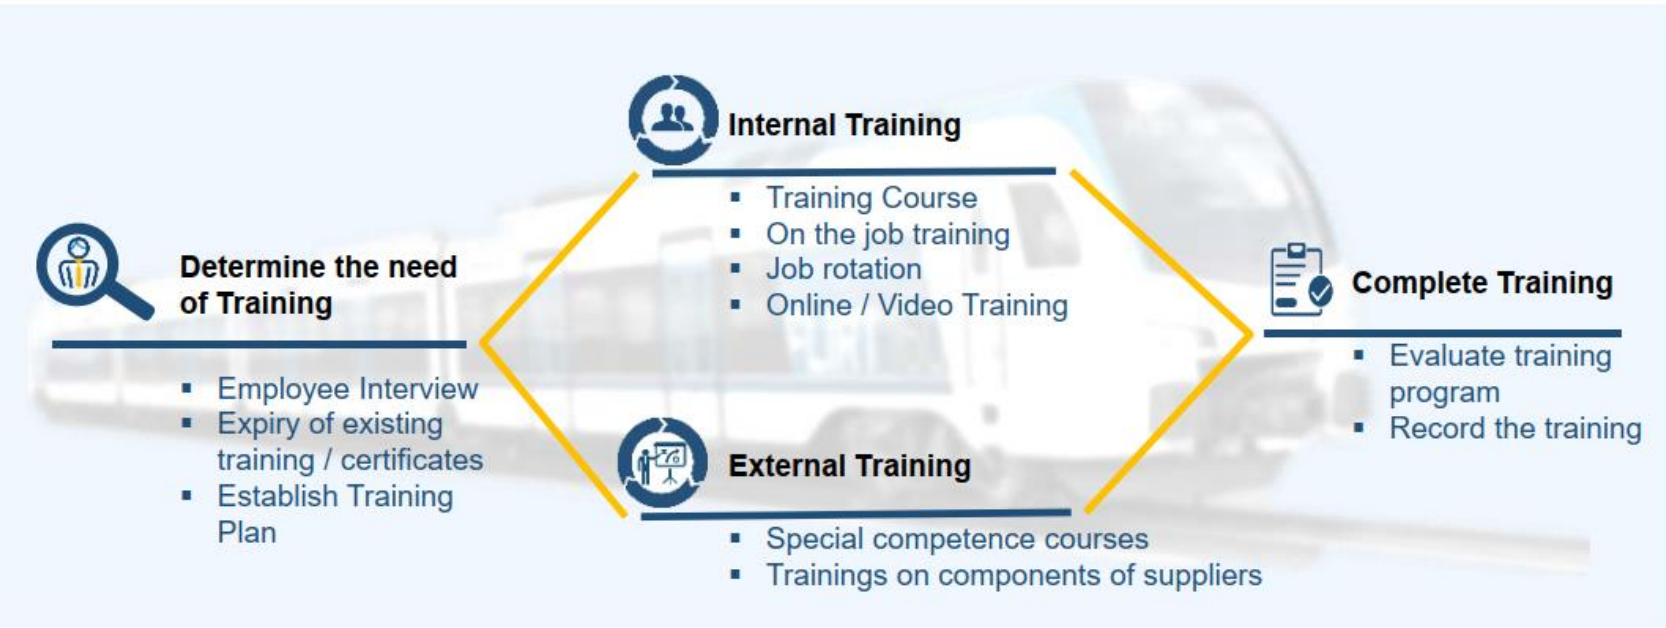 Determine the need
of Training
▪ Employee Interview
▪ Expiry of existing
training / certificates
▪ Establish Training
Plan
Internal Training
▪ Training Course
▪ On the job training
▪ Job rotation
▪ Online / Video Training
External Training
▪ Special competence courses
▪ Trainings on components of suppliers
Complete Training
▪ Evaluate training
program
▪ Record the training